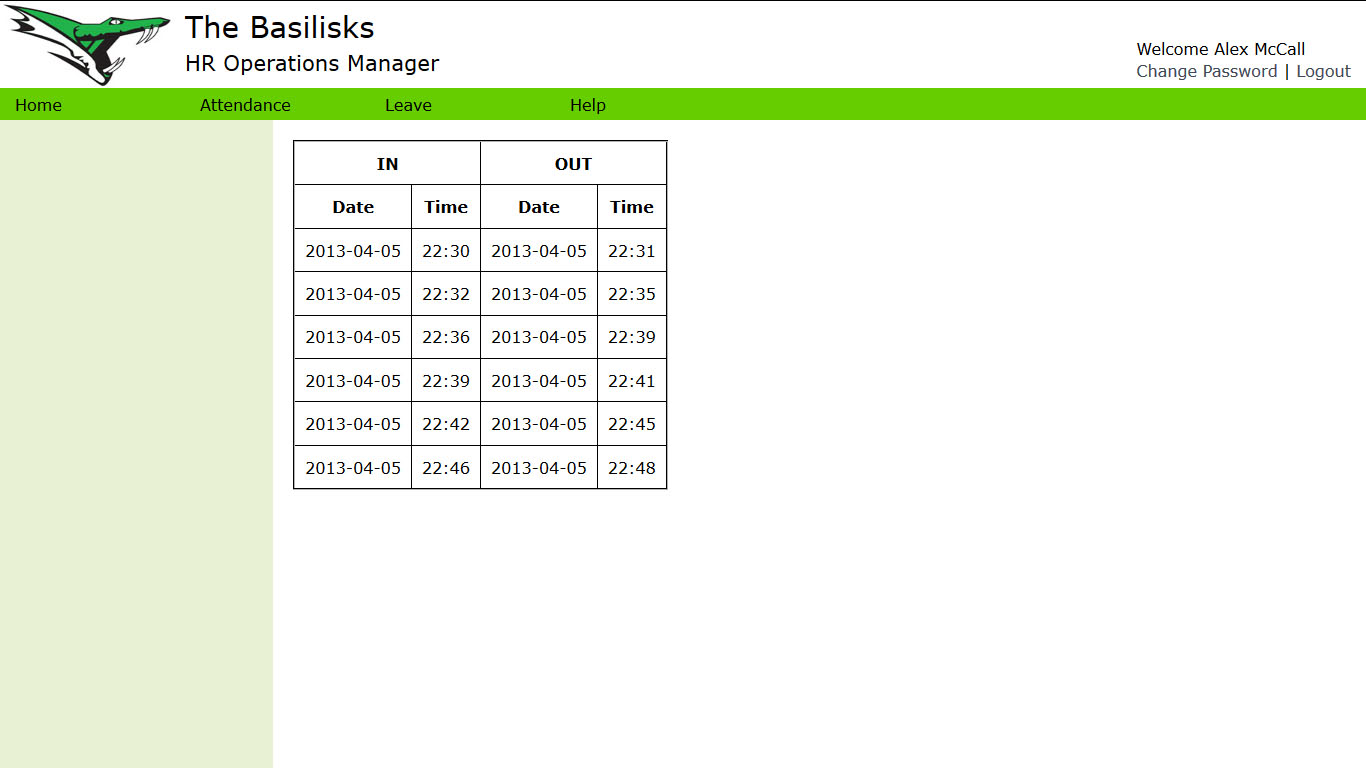 The Basilisks
HR Operations Manager
Welcome Alex McCall
Change Password | Logout
Home Attendance Leave Help
IN OUT
Date Time Date Time
2013-04-05 22:30 2013-04-05 22:31
2013-04-05 22:32 2013-04-05 22:35
2013-04-05 22:36 2013-04-05 22:39
2013-04-05 22:39 2013-04-05 22:41
2013-04-05 22:42 2013-04-05 22:45
2013-04-05 22:46 2013-04-05 22:48